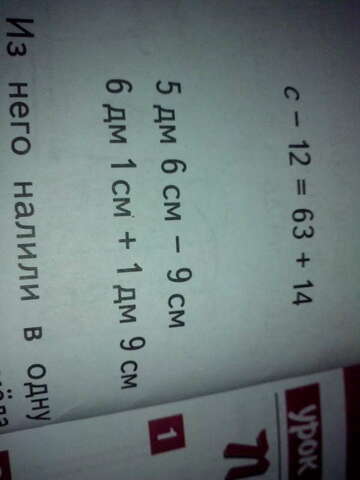 урок
1
c − 12 = 63 + 14
5 дм 6 см − 9 см
6 дм 1 см + 1 дм 9 см
Из него налили в одну